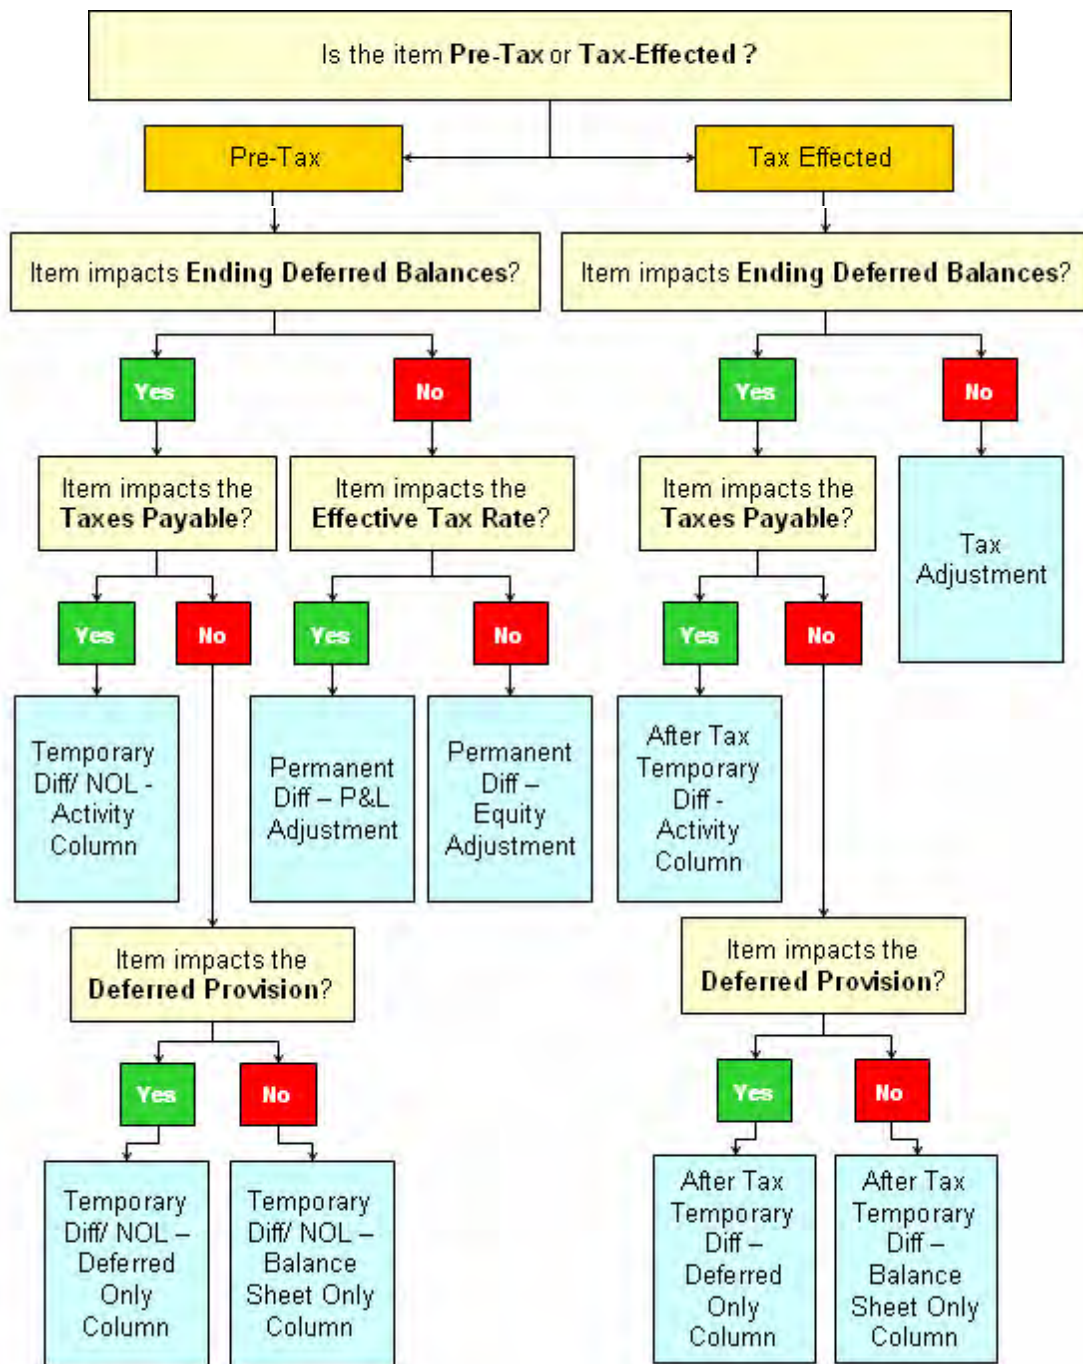 Is the item Pre-Tax or Tax-Effected ?
Pre-Tax
Tax Effected
Item impacts Ending Deferred Balances?
Item impacts Ending Deferred Balances?
Yes
No
Yes
No
Item impacts the
Taxes Payable?
Item impacts the
Effective Tax Rate?
Item impacts the
Taxes Payable?
Tax
Adjustment
Yes
No
Yes
No
Yes
No
Temporary
Diff/ NOL -
Activity
Column
Permanent
Diff – P&L
Adjustment
Permanent
Diff –
Equity
Adjustment
After Tax
Temporary
Diff -
Activity
Column
Item impacts the
Deferred Provision?
Item impacts the
Deferred Provision?
Yes
No
Yes
No
Temporary
Diff/ NOL –
Deferred
Only
Column
Temporary
Diff/ NOL –
Balance
Sheet Only
Column
After Tax
Temporary
Diff –
Deferred
Only
Column
After Tax
Temporary
Diff –
Balance
Sheet Only
Column